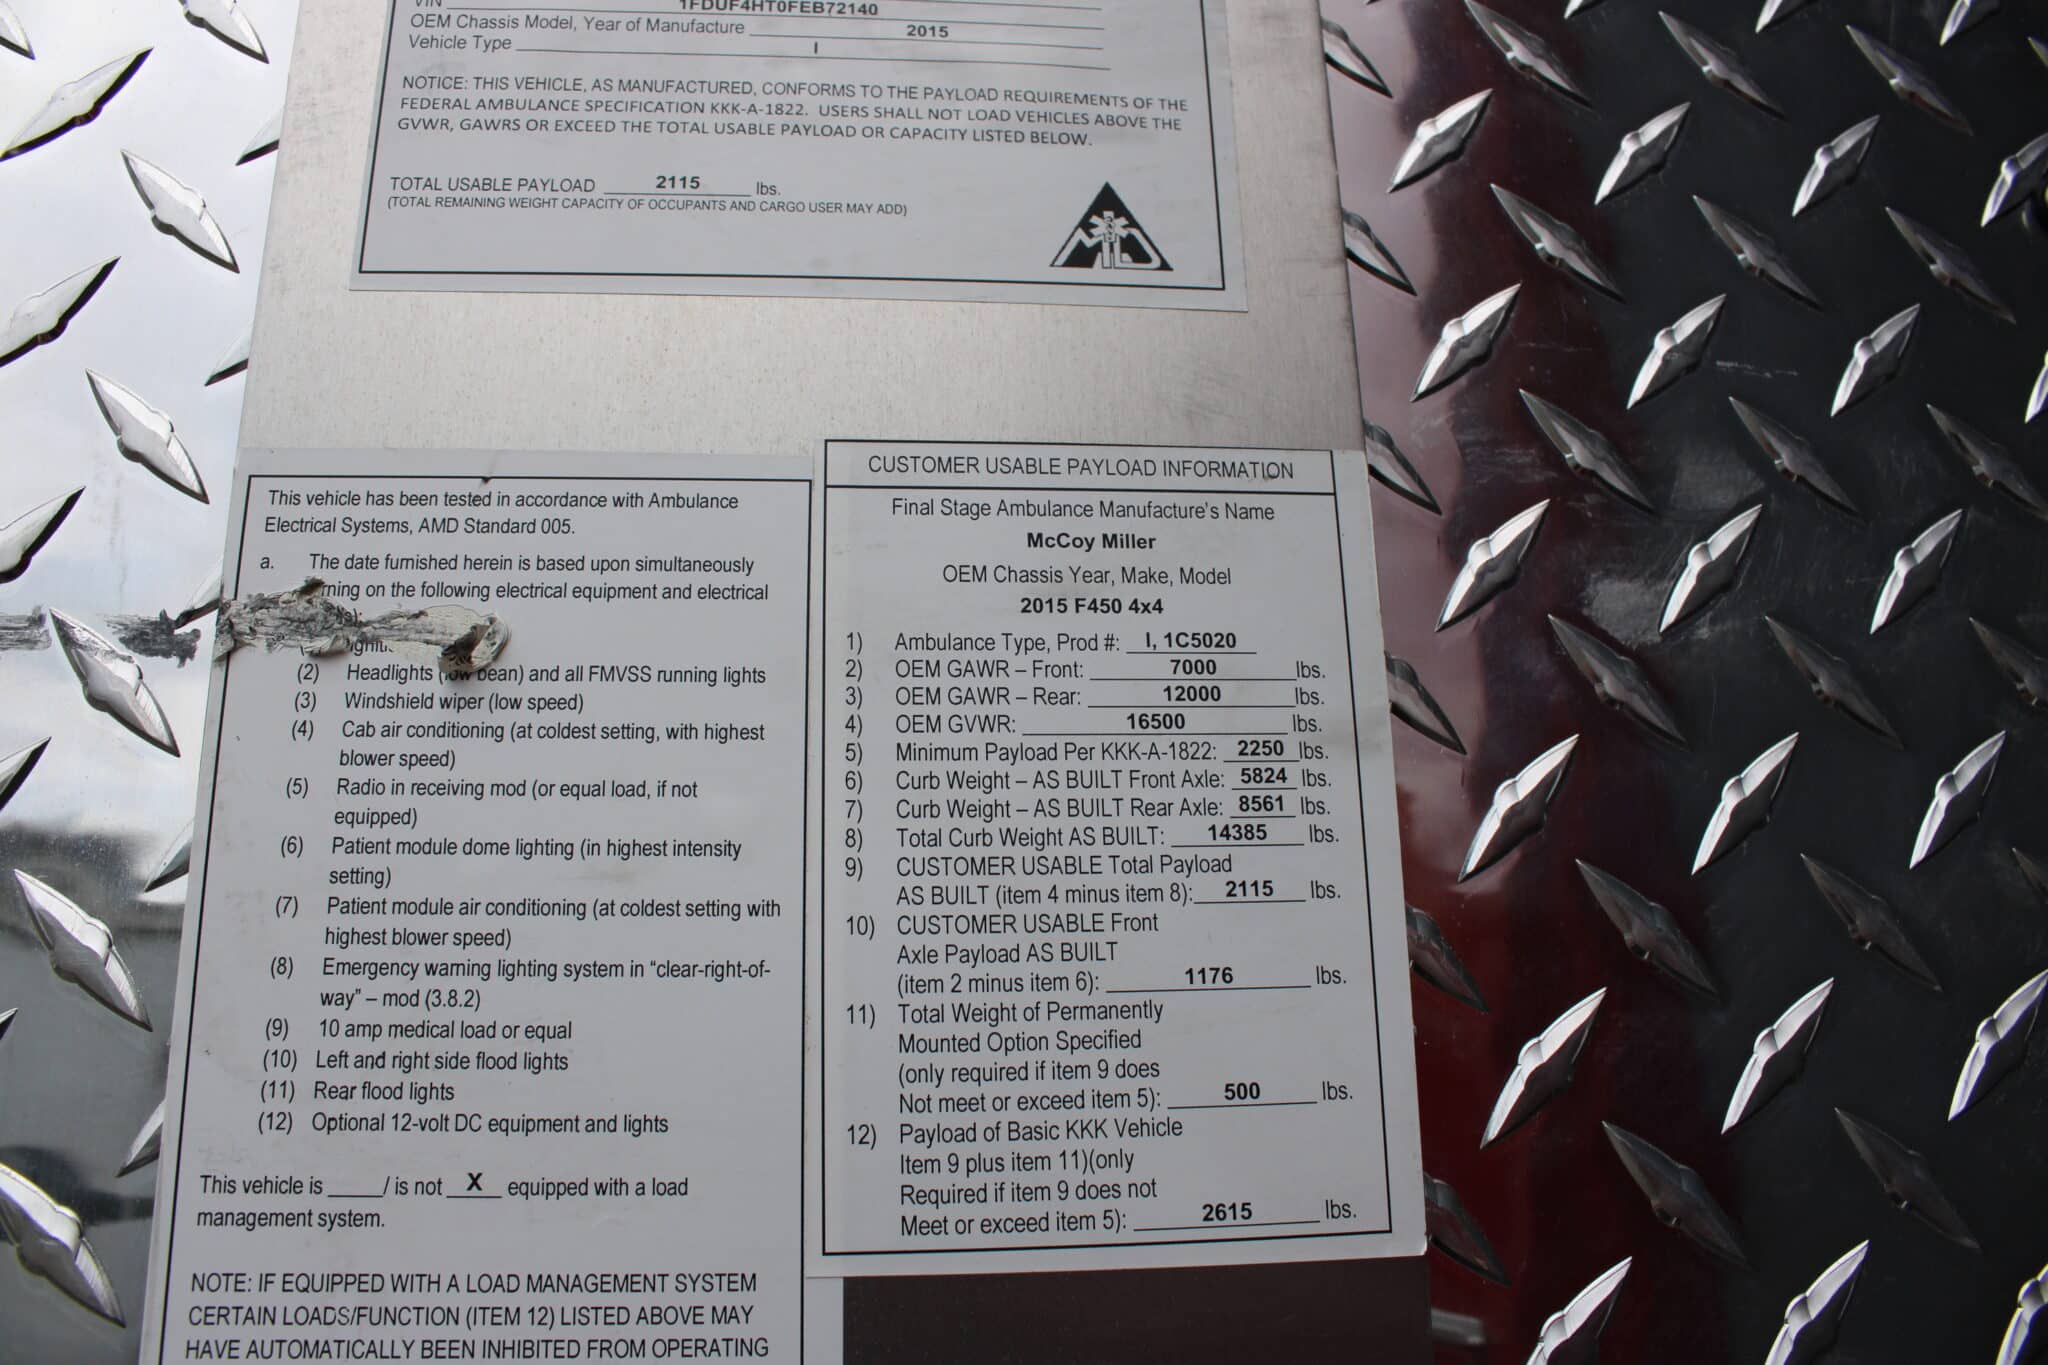 VIN 1FDUF4HT0FEB72140
OEM Chassis Model, Year of Manufacture 2015
Vehicle Type I
NOTICE: THIS VEHICLE, AS MANUFACTURED, CONFORMS TO THE PAYLOAD REQUIREMENTS OF THE
FEDERAL AMBULANCE SPECIFICATION KKK-A-1822. USERS SHALL NOT LOAD VEHICLES ABOVE THE
GVWR, GAWRS OR EXCEED THE TOTAL USABLE PAYLOAD OR CAPACITY LISTED BELOW.
TOTAL USABLE PAYLOAD 2115 lbs.
(TOTAL REMAINING WEIGHT CAPACITY OF OCCUPANTS AND CARGO USER MAY ADD)
This vehicle has been tested in accordance with Ambulance
Electrical Systems, AMD Standard 005.
a. The date furnished herein is based upon simultaneously
on the following electrical equipment and electrical
(2) Headlights (low bean) and all FMVSS running lights
(3) Windshield wiper (low speed)
(4) Cab air conditioning (at coldest setting, with highest
blower speed)
(5) Radio in receiving mod (or equal load, if not
equipped)
(6) Patient module dome lighting (in highest intensity
setting)
(7) Patient module air conditioning (at coldest setting with
highest blower speed)
(8) Emergency warning lighting system in “clear-right-of-
way” – mod (3.8.2)
(9) 10 amp medical load or equal
(10) Left and right side flood lights
(11) Rear flood lights
(12) Optional 12-volt DC equipment and lights
This vehicle is _____/ is not X equipped with a load
management system.
NOTE: IF EQUIPPED WITH A LOAD MANAGEMENT SYSTEM
CERTAIN LOADS/FUNCTION (ITEM 12) LISTED ABOVE MAY
HAVE AUTOMATICALLY BEEN INHIBITED FROM OPERATING
CUSTOMER USABLE PAYLOAD INFORMATION
Final Stage Ambulance Manufacture's Name
McCoy Miller
OEM Chassis Year, Make, Model
2015 F450 4x4
1) Ambulance Type, Prod #: I, 1C5020
2) OEM GAWR – Front: 7000 lbs.
3) OEM GAWR – Rear: 12000 lbs.
4) OEM GVWR: 16500 lbs.
5) Minimum Payload Per KKK-A-1822: 2250 lbs.
6) Curb Weight – AS BUILT Front Axle: 5824 lbs.
7) Curb Weight – AS BUILT Rear Axle: 8561 lbs.
8) Total Curb Weight AS BUILT: 14385 lbs.
9) CUSTOMER USABLE Total Payload
AS BUILT (item 4 minus item 8): 2115 lbs.
10) CUSTOMER USABLE Front
Axle Payload AS BUILT
(item 2 minus item 6): 1176 lbs.
11) Total Weight of Permanently
Mounted Option Specified
(only required if item 9 does
Not meet or exceed item 5): 500 lbs.
12) Payload of Basic KKK Vehicle
Item 9 plus item 11)(only
Required if item 9 does not
Meet or exceed item 5): 2615 lbs.